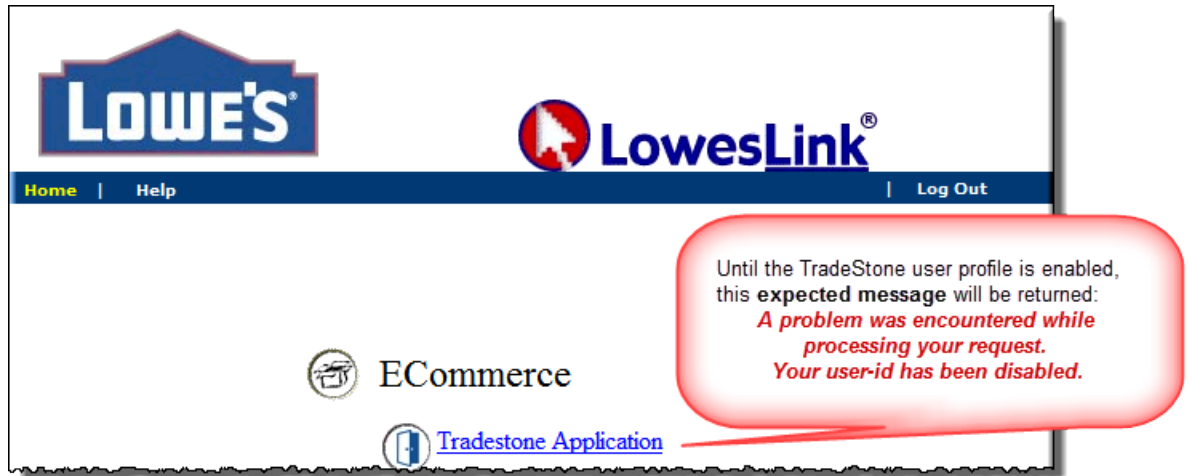 LOWE'S®
LowesLink®
Home | Help | Log Out
Until the TradeStone user profile is enabled,
this expected message will be returned:
A problem was encountered while
processing your request.
Your user-id has been disabled.
ECommerce
Tradestone Application